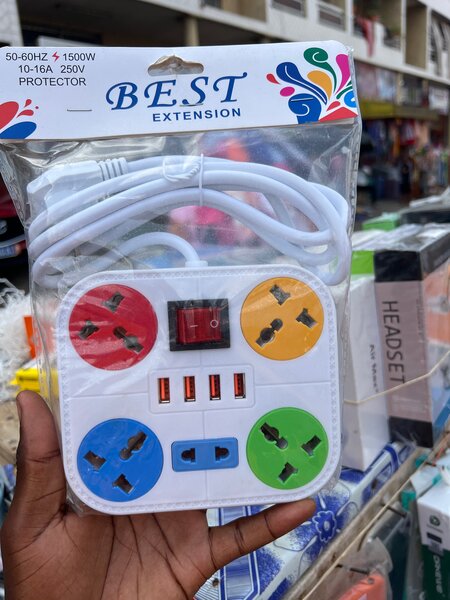 50-60HZ ⚡ 1500W
10-16A 250V
PROTECTOR
BEST
EXTENSION
HEADSET